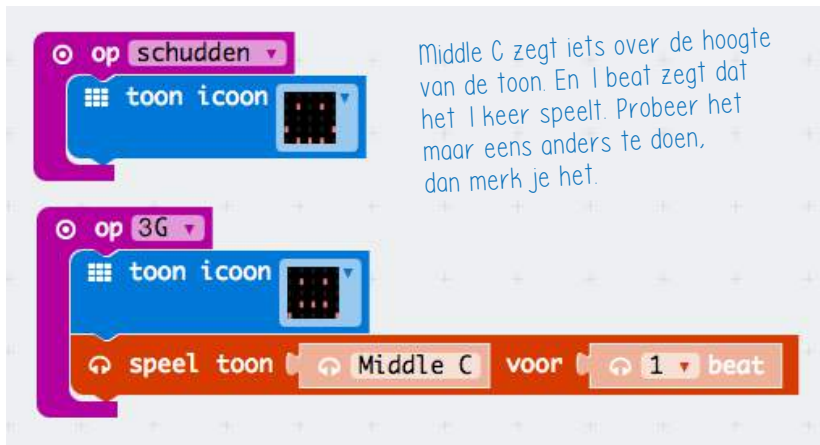 op schudden
toon icoon
Middle C zegt iets over de hoogte
van de toon. En 1 beat zegt dat
het 1 keer speelt. Probeer het
maar eens anders te doen,
dan merk je het.
op 3G
toon icoon
speel toon Middle C voor 1 beat